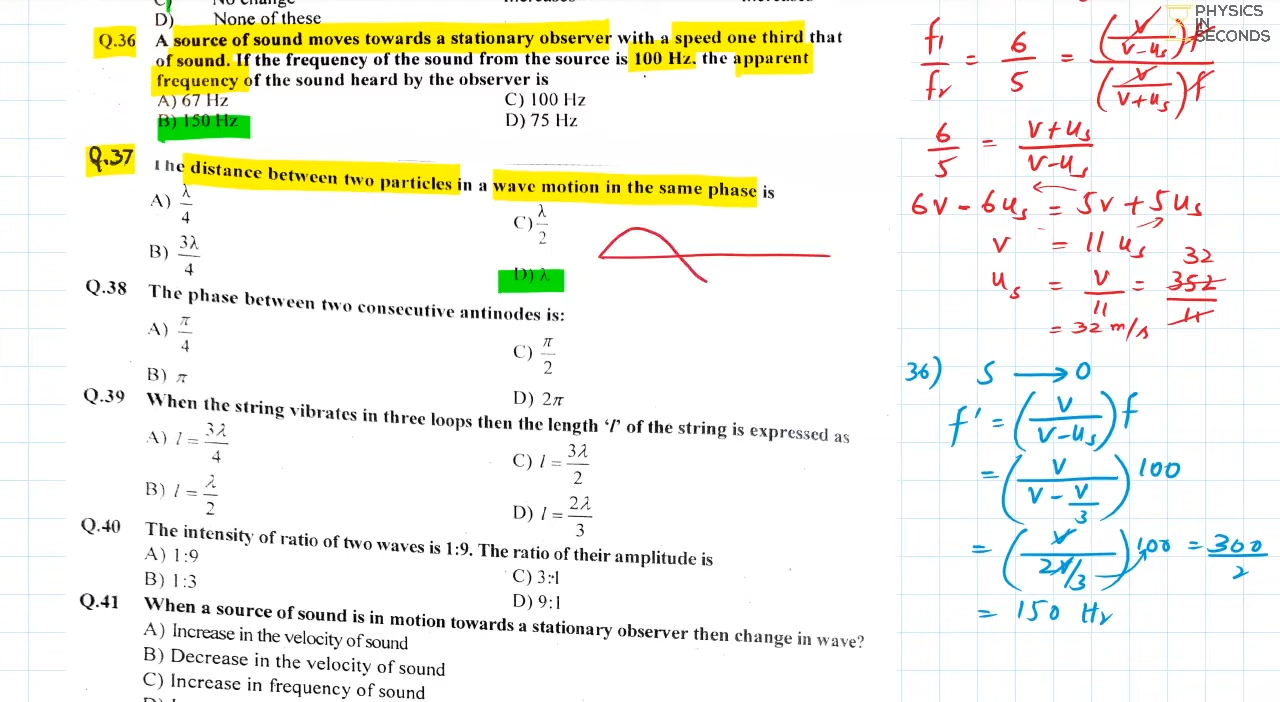 D) None of these
Q.36 A source of sound moves towards a stationary observer with a speed one third that
of sound. If the frequency of the sound from the source is 100 Hz, the apparent
frequency of the sound heard by the observer is
A) 67 Hz C) 100 Hz
B) 150 Hz D) 75 Hz
Q.37 The distance between two particles in a wave motion in the same phase is
A) λ/4 C) λ/2
B) 3λ/4 D) λ
Q.38 The phase between two consecutive antinodes is:
A) π/4 C) π/2
B) π D) 2π
Q.39 When the string vibrates in three loops then the length ‘l’ of the string is expressed as
A) l = 3λ/4 C) l = 3λ/2
B) l = λ/2 D) l = 2λ/3
Q.40 The intensity of ratio of two waves is 1:9. The ratio of their amplitude is
A) 1:9 C) 3:1
B) 1:3 D) 9:1
Q.41 When a source of sound is in motion towards a stationary observer then change in wave?
A) Increase in the velocity of sound
B) Decrease in the velocity of sound
C) Increase in frequency of sound
PHYSICS
IN
SECONDS
f1/fr = 6/5 = (v/v-us)f / (v/v+us)f
6/5 = v+us/v-us
6v - 6us = 5v + 5us
v = 11 us
us = v/11 = 352/11 32
= 32 m/s
36) S → O
f' = (v/v-us) f
= (v/v - v/3) 100
= (v/2v/3) 100 = 300/2
= 150 Hz